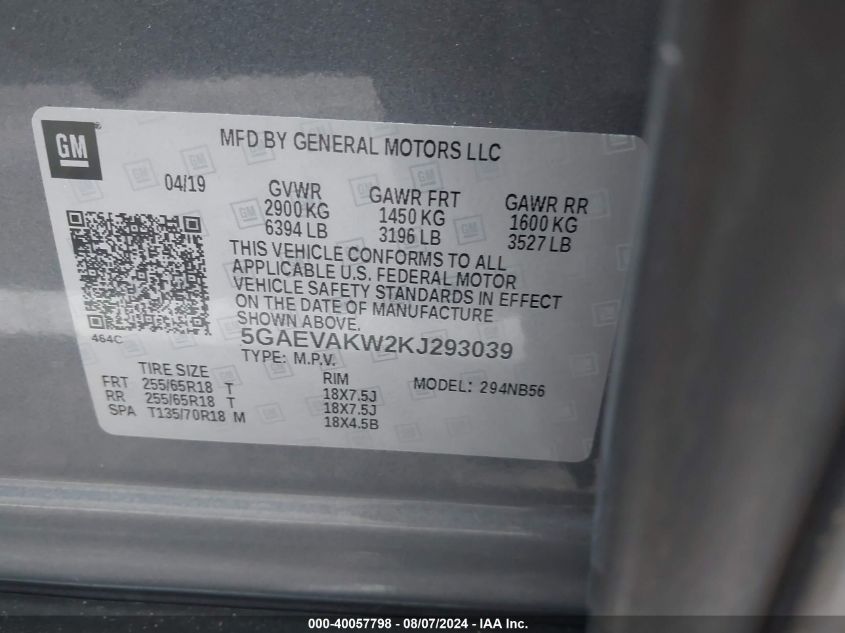 GM
MFD BY GENERAL MOTORS LLC
04/19
GVWR GAWR FRT GAWR RR
2900 KG 1450 KG 1600 KG
6394 LB 3196 LB 3527 LB
THIS VEHICLE CONFORMS TO ALL
APPLICABLE U.S. FEDERAL MOTOR
VEHICLE SAFETY STANDARDS IN EFFECT
ON THE DATE OF MANUFACTURE
SHOWN ABOVE.
464C
5GAEVAKW2KJ293039
TYPE: M.P.V.
TIRE SIZE RIM MODEL: 294NB56
FRT 255/65R18 T 18X7.5J
RR 255/65R18 T 18X7.5J
SPA T135/70R18 M 18X4.5B
000-40057798 - 08/07/2024 - IAA Inc.